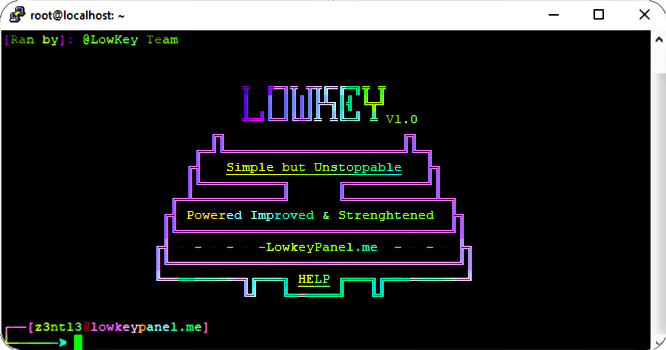 root@localhost: ~
[Ran by]: @LowKey Team
LOWKEY V1.0
Simple but Unstoppable
Powered Improved & Strenghtened
- - - -LowkeyPanel.me - - -
HELP
[z3ntl3@lowkeypanel.me]